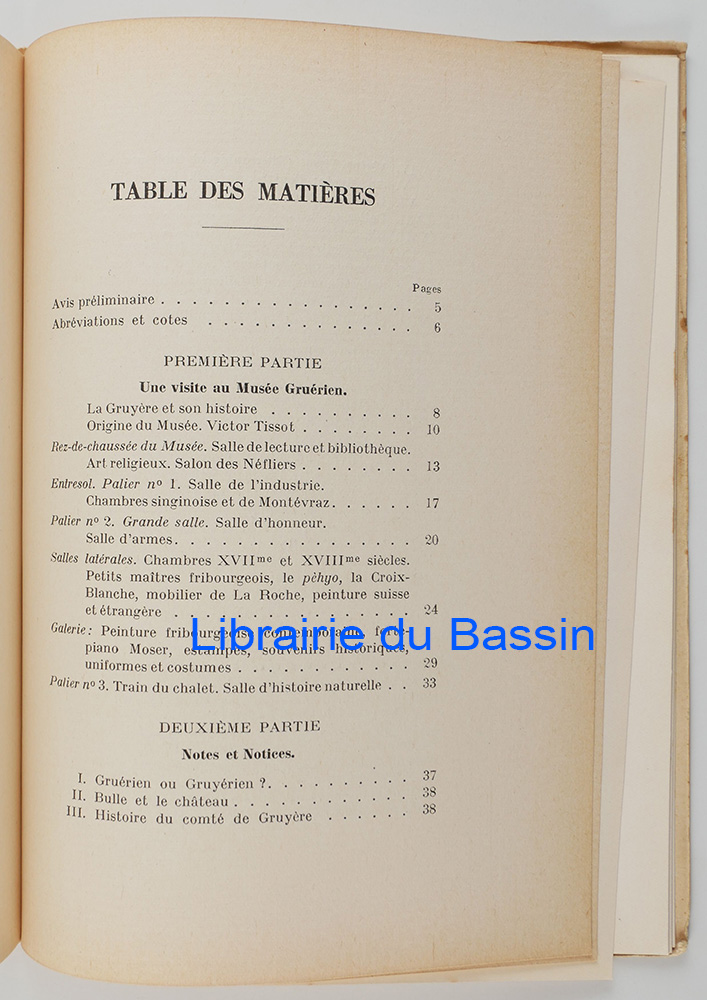 TABLE DES MATIÈRES
Pages
Avis préliminaire . . . . . . . . . . . . . . . . . 5
Abréviations et cotes . . . . . . . . . . . . . . 6
PREMIÈRE PARTIE
Une visite au Musée Gruérien.
La Gruyère et son histoire . . . . . . . . . . 8
Origine du Musée. Victor Tissot . . . . . . . . 10
Rez-de-chaussée du Musée. Salle de lecture et bibliothèque.
Art religieux. Salon des Néfliers . . . . . . . 13
Entresol. Palier nº 1. Salle de l'industrie.
Chambres singinoise et de Montévraz . . . . . . 17
Palier nº 2. Grande salle. Salle d'honneur.
Salle d'armes . . . . . . . . . . . . . . . 20
Salles latérales. Chambres XVIIme et XVIIIme siècles.
Petits maîtres fribourgeois, le pèhyo, la Croix-
Blanche, mobilier de La Roche, peinture suisse
et étrangère . . . . . . . . . . . . . . . 24
Galerie: Peinture fribourgeoise contemporaine, forte-
piano Moser, estampes, souvenirs historiques,
uniformes et costumes . . . . . . . . . . . 29
Palier nº 3. Train du chalet. Salle d'histoire naturelle . . 33
Librairie du Bassin
DEUXIÈME PARTIE
Notes et Notices.
I. Gruérien ou Gruyérien ? . . . . . . . . . . 37
II. Bulle et le château . . . . . . . . . . . . 38
III. Histoire du comté de Gruyère . . . . . . 38